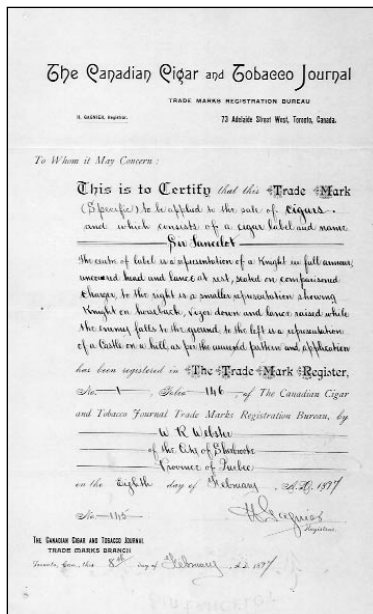 The Canadian Cigar and Tobacco Journal
TRADE MARKS REGISTRATION BUREAU
H. GAGNIER, Registrar.
73 Adelaide Street West, Toronto, Canada.
To Whom it May Concern:
This is to Certify that this Trade Mark
(Specific) to be applied to the sale of cigars.
and which consists of a cigar label and name
Sir Lancelot
The centre of label is a representation of a Knight in full armour,
uncovered head and lance at rest, seated on comparisoned
charger, to the right is a smaller representation showing
Knight on horseback, vizor down and lance raised while
the enemy falls to the ground, to the left is a representation
of a Castle on a hill, as per the annexed pattern and application
has been registered in The Trade Mark Register,
No. 1, Folio 146, of The Canadian Cigar
and Tobacco Journal Trade Marks Registration Bureau, by
W R Webster
of the City of Sherbrooke
Province of Quebec
on the Eighth day of February A.D. 1897
No. 145
H Gagnier
Registrar.
THE CANADIAN CIGAR AND TOBACCO JOURNAL
TRADE MARKS BRANCH
Toronto, Can., this 8th day of February, A.D. 1897